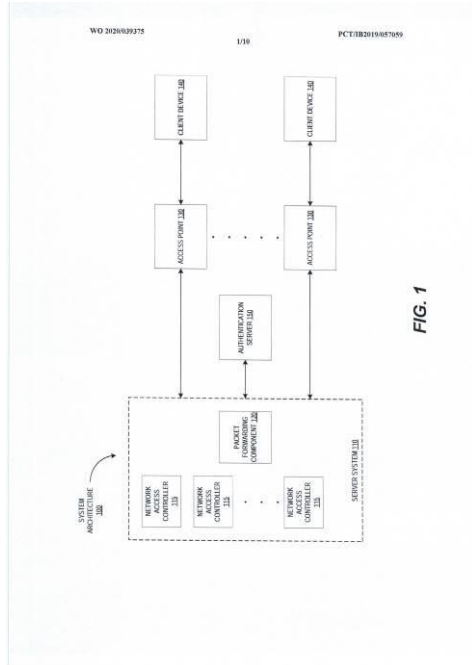 WO 2020/039375
PCT/IB2019/057059
1/10
SYSTEM
ARCHITECTURE
100
NETWORK
ACCESS
CONTROLLER
115
ACCESS POINT 130
CLIENT DEVICE 140
NETWORK
ACCESS
CONTROLLER
115
PACKET
FORWARDING
COMPONENT 120
AUTHENTICATION
SERVER 150
NETWORK
ACCESS
CONTROLLER
115
ACCESS POINT 130
CLIENT DEVICE 140
SERVER SYSTEM 110
FIG. 1